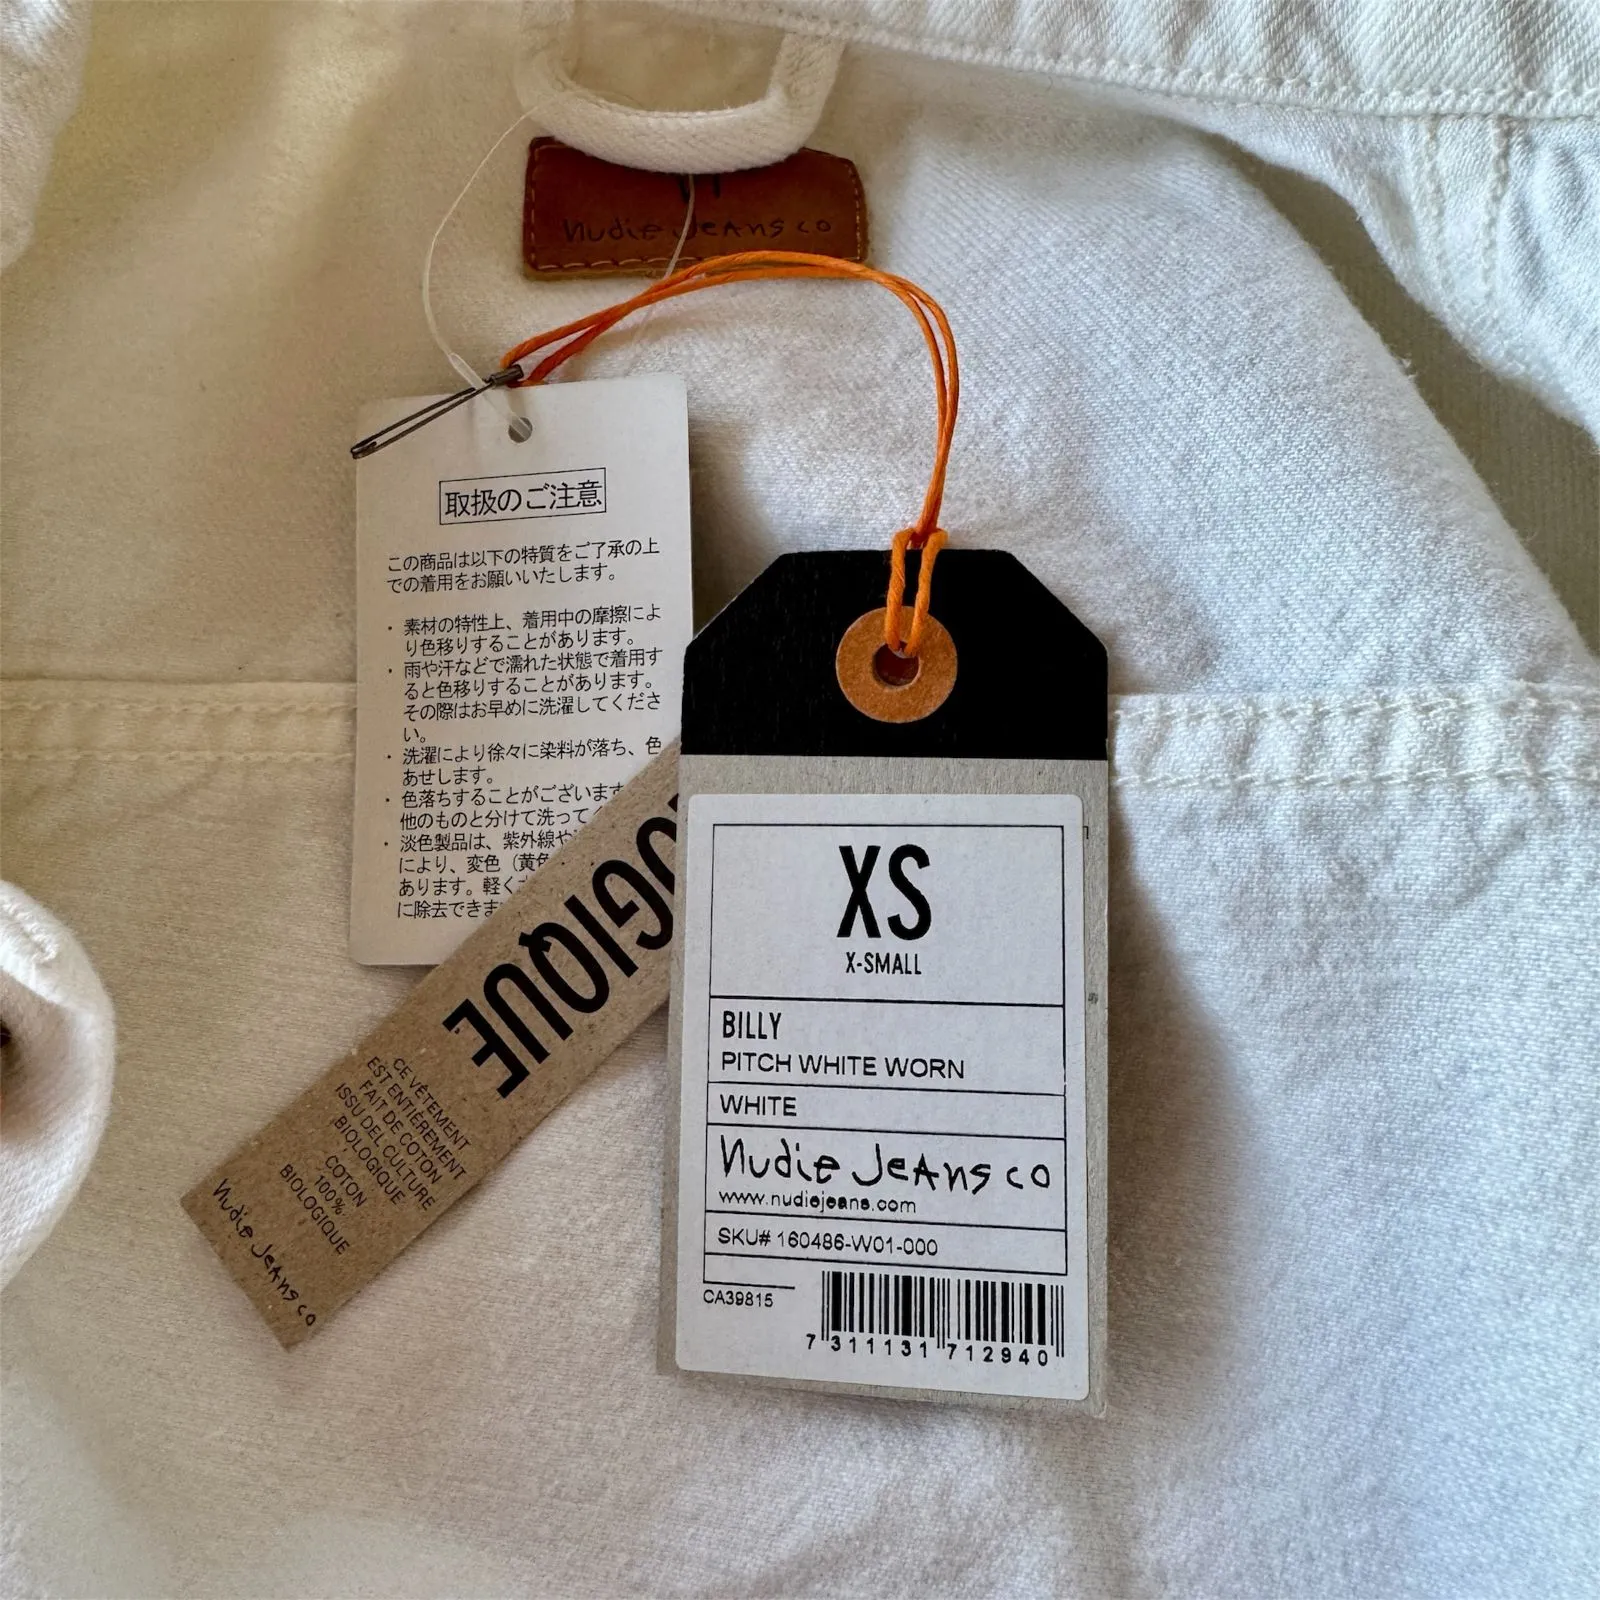 nudie jeans co
取扱のご注意
この商品は以下の特質をご了承の上
での着用をお願いいたします。
・素材の特性上、着用中の摩擦によ
り色移りすることがあります。
・雨や汗などで濡れた状態で着用す
ると色移りすることがあります。
その際はお早めに洗濯してくださ
い。
・洗濯により徐々に染料が落ち、色
あせします。
・色落ちすることがございます
他のものと分けて洗って
・淡色製品は、紫外線や
により、変色（黄色
あります。軽く
に除去できま
OGIQUE
CE VÊTEMENT
EST ENTIÈREMENT
FAIT DE COTON
ISSU DEL CULTURE
BIOLOGIQUE
COTON
100%
BIOLOGIQUE
nudie jeans co
XS
X-SMALL
BILLY
PITCH WHITE WORN
WHITE
nudie jeans co
www.nudiejeans.com
SKU# 160486-W01-000
CA39815
7 311131 712940